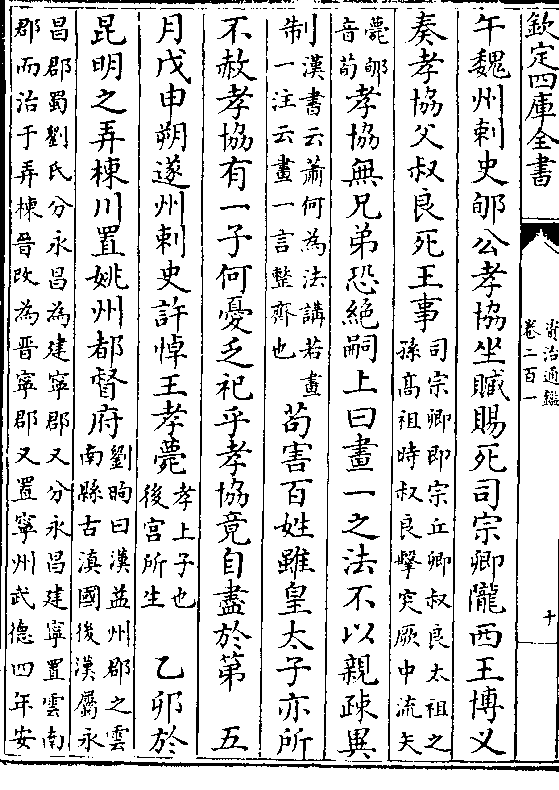 欽定四庫全書
資治通鑑
卷二百一
十
午魏州刺史郇公孝協坐贓賜死司宗卿隴西王博乂
奏孝協父叔良死王事
司宗卿即宗正卿叔良太祖之
孫高祖時叔良擊突厥中流矢
薨郇
音荀
孝協無兄弟恐絶嗣上曰畫一之法不以親疎異
制
漢書云蕭何為法講若畫
一注云畫一言整齊也
苟害百姓雖皇太子亦所
不赦孝協有一子何憂乏祀乎孝協竟自盡於第 五
月戊申朔遂州刺史許悼王孝薨
孝上子也
後宫所生
乙卯於
昆明之弄棟川置姚州都督府
劉昫曰漢益州郡之雲
南縣古滇國後漢屬永
昌郡蜀劉氏分永昌為建寧郡又分永昌建寧置雲南
郡而治于弄棟晉改為晉寧郡又置寧州武德四年安